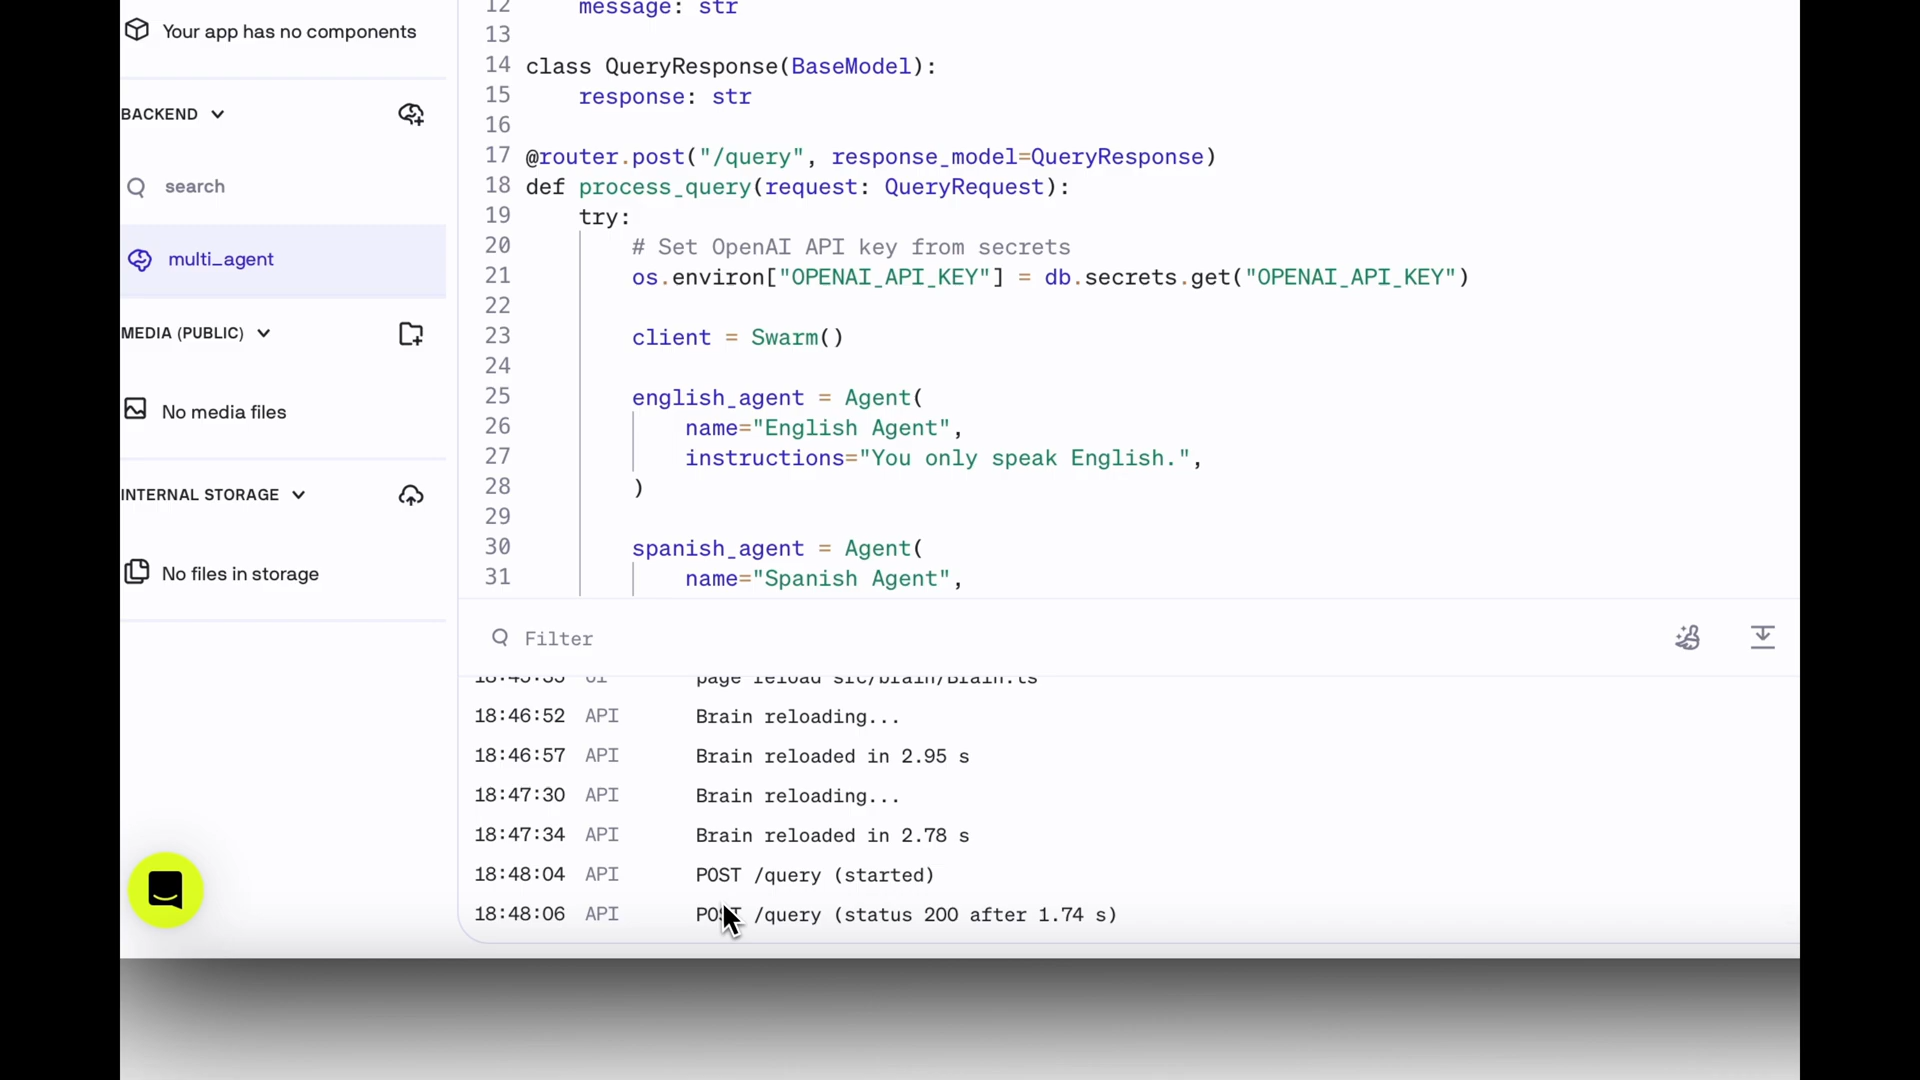 Your app has no components
BACKEND
search
multi_agent
MEDIA (PUBLIC)
No media files
INTERNAL STORAGE
No files in storage
12     message: str
13
14 class QueryResponse(BaseModel):
15     response: str
16
17 @router.post("/query", response_model=QueryResponse)
18 def process_query(request: QueryRequest):
19     try:
20         # Set OpenAI API key from secrets
21         os.environ["OPENAI_API_KEY"] = db.secrets.get("OPENAI_API_KEY")
22
23         client = Swarm()
24
25         english_agent = Agent(
26             name="English Agent",
27             instructions="You only speak English.",
28         )
29
30         spanish_agent = Agent(
31             name="Spanish Agent",
Filter
page reload src/brain/Brain.ts
18:46:52 API Brain reloading...
18:46:57 API Brain reloaded in 2.95 s
18:47:30 API Brain reloading...
18:47:34 API Brain reloaded in 2.78 s
18:48:04 API POST /query (started)
18:48:06 API POST /query (status 200 after 1.74 s)